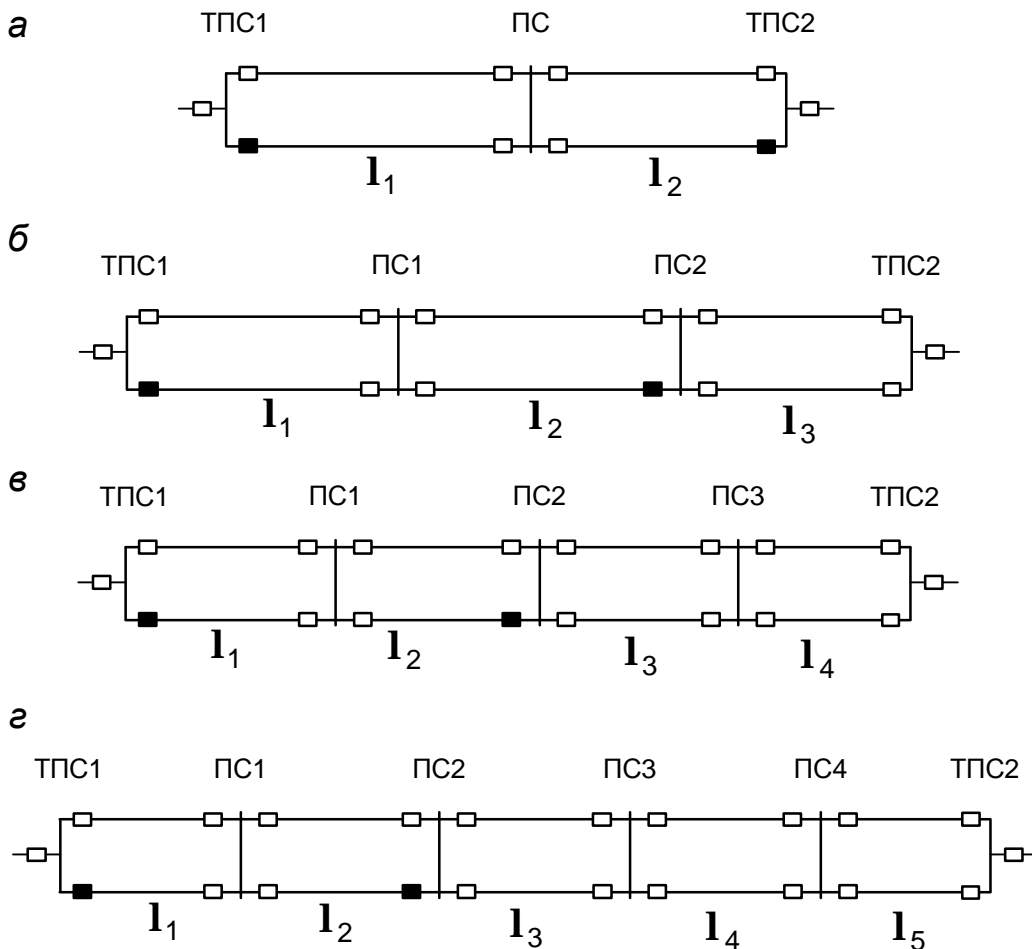 а
ТПС1 ПС ТПС2
l1 l2
б
ТПС1 ПС1 ПС2 ТПС2
l1 l2 l3
в
ТПС1 ПС1 ПС2 ПС3 ТПС2
l1 l2 l3 l4
г
ТПС1 ПС1 ПС2 ПС3 ПС4 ТПС2
l1 l2 l3 l4 l5